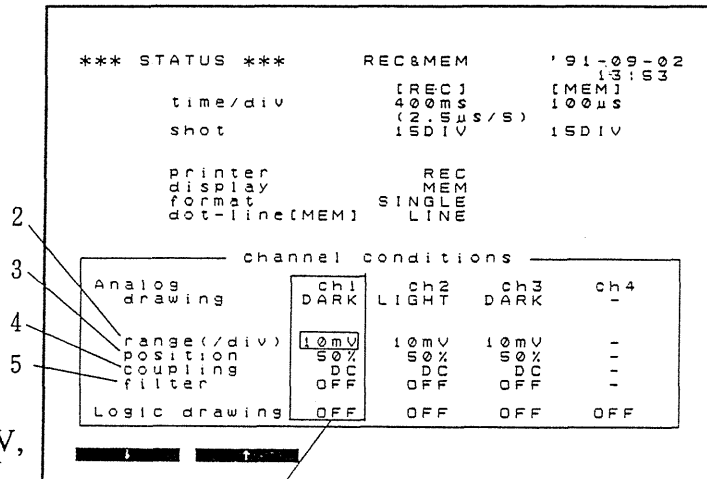 *** STATUS *** REC&MEM '91-09-02
13:53
[REC] [MEM]
time/div 400ms 100µs
(2.5µs/S)
shot 15DIV 15DIV
printer REC
display MEM
format SINGLE
dot-line[MEM] LINE
channel conditions
Analog ch1 ch2 ch3 ch4
drawing DARK LIGHT DARK -
2
3
4
5
range(/div) 10mV 10mV 10mV -
position 50% 50% 50% -
coupling DC DC DC -
filter OFF OFF OFF -
Logic drawing OFF OFF OFF OFF
V,
↓ ↑